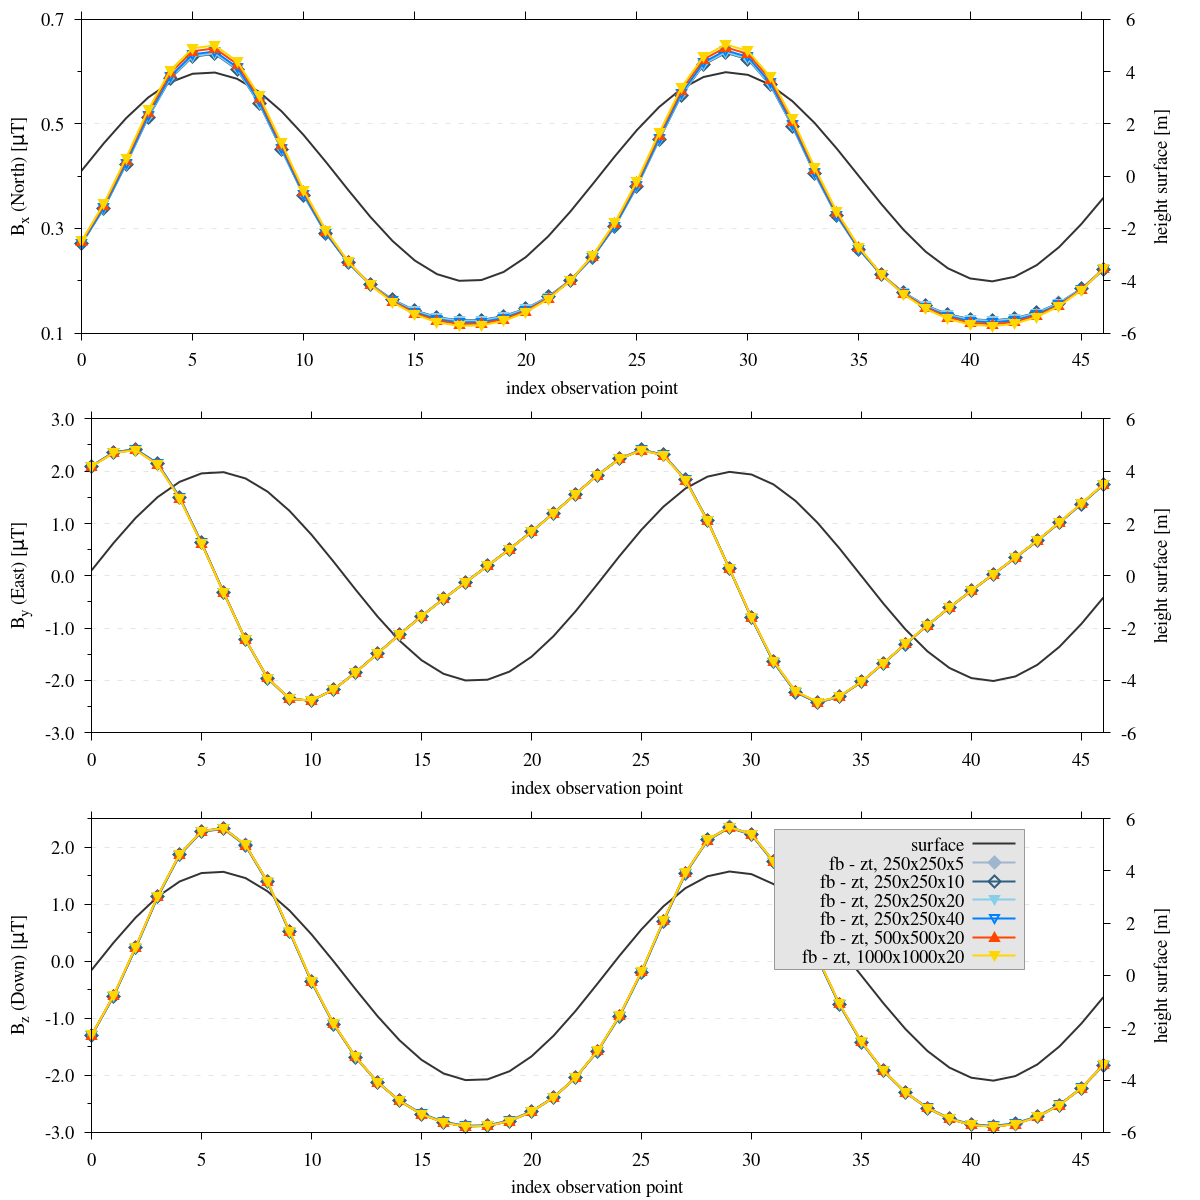 0.7
0.5
0.3
0.1
Bx (North) [μT]
6
4
2
0
-2
-4
-6
height surface [m]
0 5 10 15 20 25 30 35 40 45
index observation point
3.0
2.0
1.0
0.0
-1.0
-2.0
-3.0
By (East) [μT]
6
4
2
0
-2
-4
-6
height surface [m]
0 5 10 15 20 25 30 35 40 45
index observation point
2.0
1.0
0.0
-1.0
-2.0
-3.0
Bz (Down) [μT]
surface
fb - zt, 250x250x5
fb - zt, 250x250x10
fb - zt, 250x250x20
fb - zt, 250x250x40
fb - zt, 500x500x20
fb - zt, 1000x1000x20
6
4
2
0
-2
-4
-6
height surface [m]
0 5 10 15 20 25 30 35 40 45
index observation point